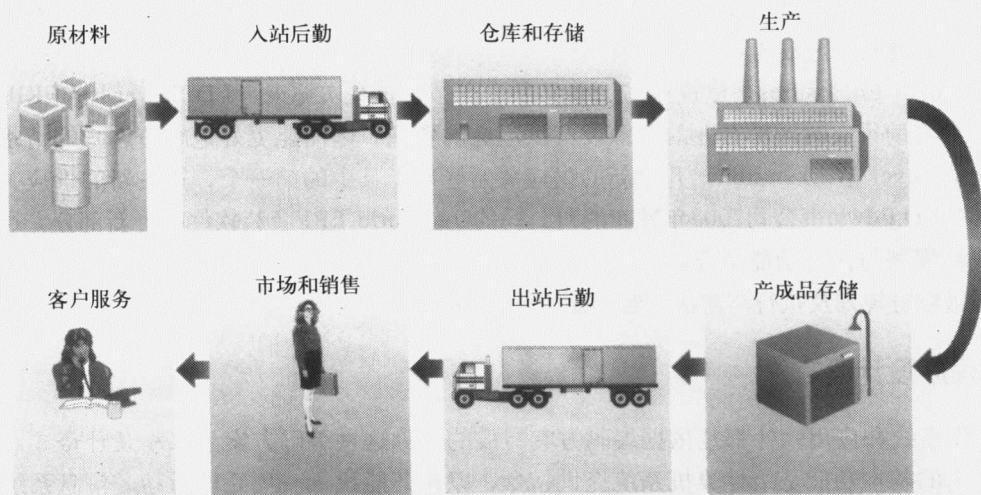 原材料
入站后勤
仓库和存储
生产
客户服务
市场和销售
出站后勤
产成品存储